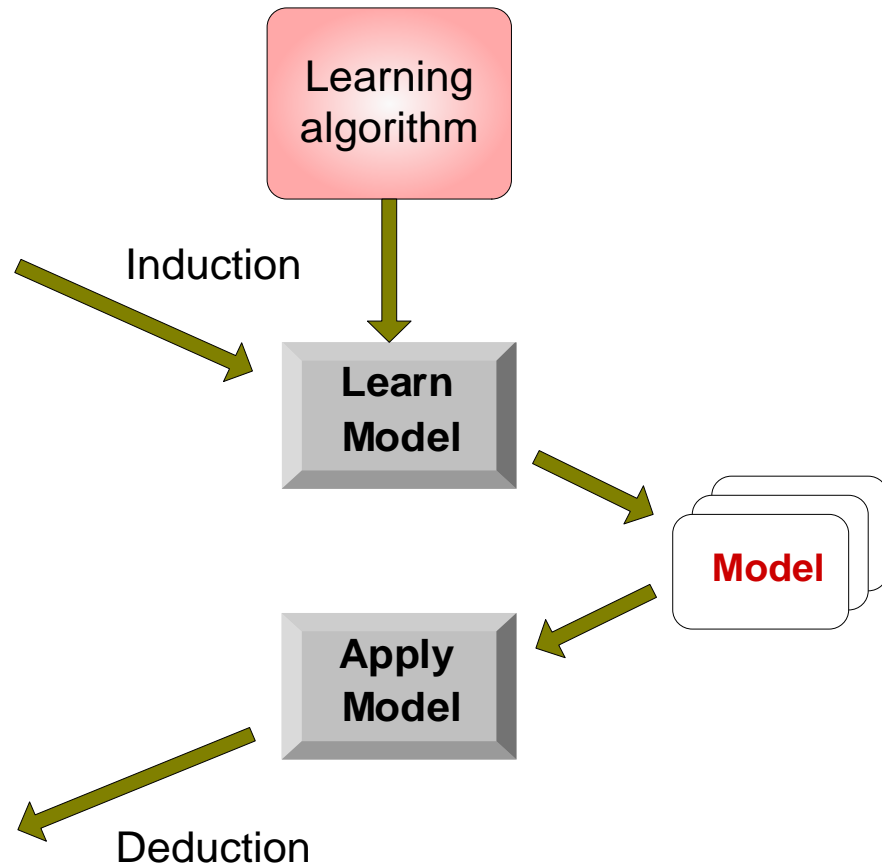 Learning
algorithm
Induction
Learn
Model
Model
Apply
Model
Deduction